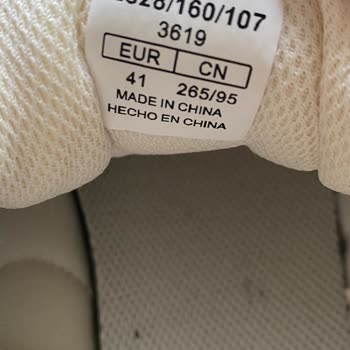 /160/107
3619
EUR CN
41 265/95
MADE IN CHINA
HECHO EN CHINA